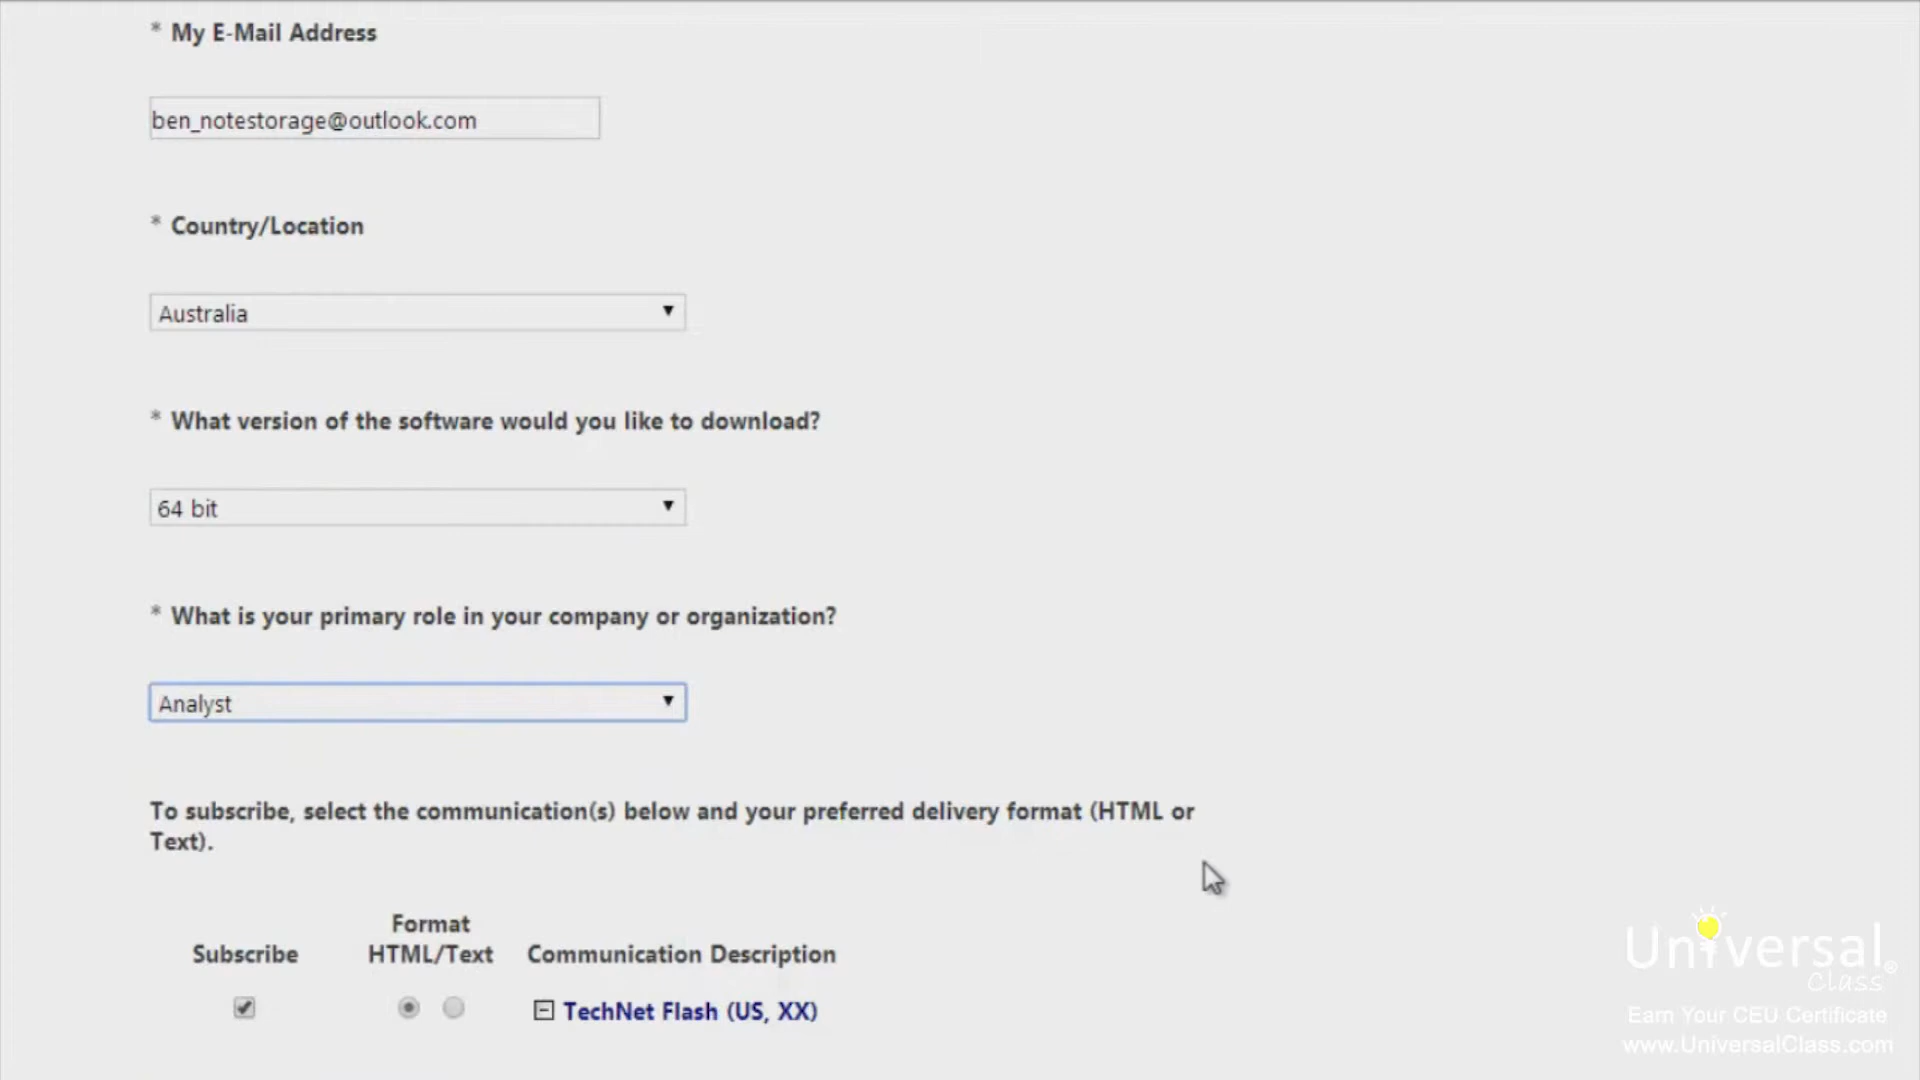 * My E-Mail Address
ben_notestorage@outlook.com
* Country/Location
Australia
* What version of the software would you like to download?
64 bit
* What is your primary role in your company or organization?
Analyst
To subscribe, select the communication(s) below and your preferred delivery format (HTML or
Text).
Format
Subscribe HTML/Text Communication Description
TechNet Flash (US, XX)
Universal
Class®
Earn Your CEU Certificate
www.UniversalClass.com